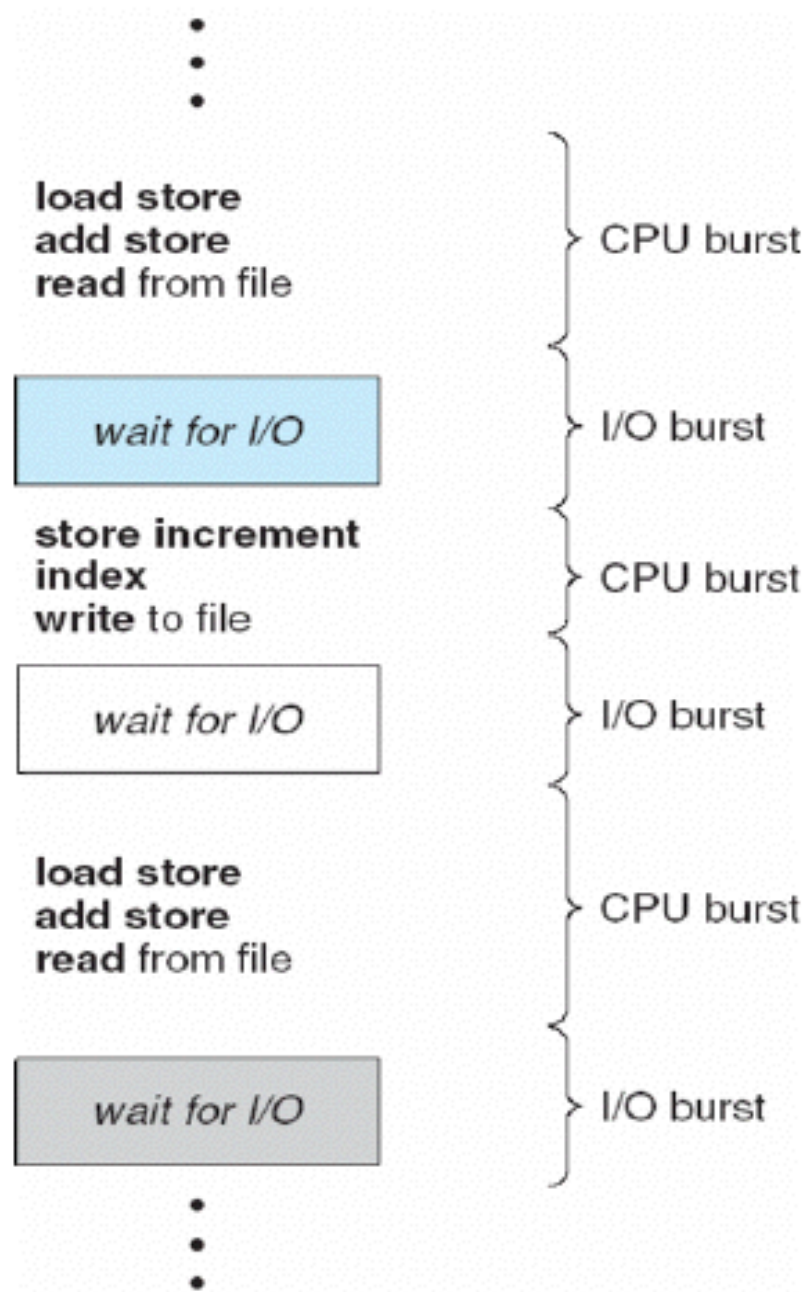 load store
add store
read from file
CPU burst
wait for I/O
I/O burst
store increment
index
write to file
CPU burst
wait for I/O
I/O burst
load store
add store
read from file
CPU burst
wait for I/O
I/O burst